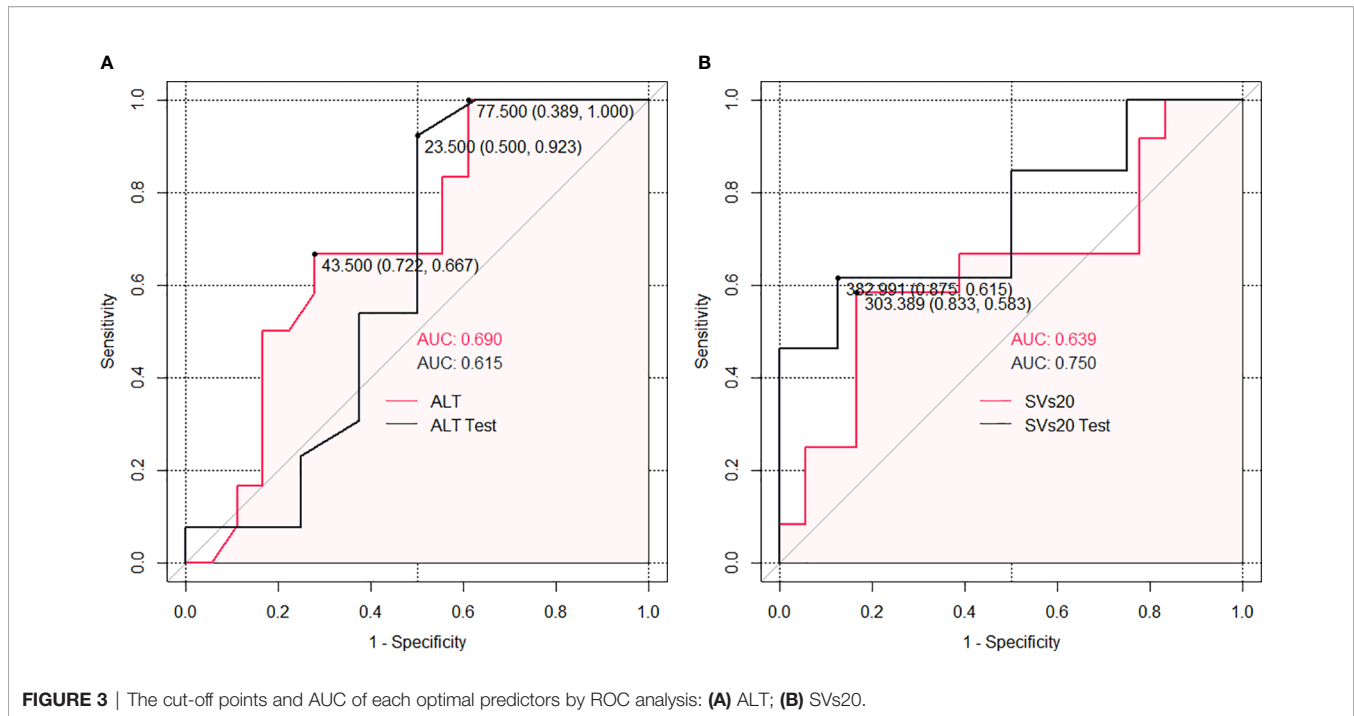 A
1.0
0.8
0.6
0.4
0.2
0.0
Sensitivity
77.500 (0.389, 1.000)
23.500 (0.500, 0.923)
43.500 (0.722, 0.667)
AUC: 0.690
AUC: 0.615
ALT
ALT Test
0.0 0.2 0.4 0.6 0.8 1.0
1 - Specificity
B
1.0
0.8
0.6
0.4
0.2
0.0
Sensitivity
382.991 (0.875, 0.615)
303.389 (0.833, 0.583)
AUC: 0.639
AUC: 0.750
SVs20
SVs20 Test
0.0 0.2 0.4 0.6 0.8 1.0
1 - Specificity
FIGURE 3 | The cut-off points and AUC of each optimal predictors by ROC analysis: (A) ALT; (B) SVs20.